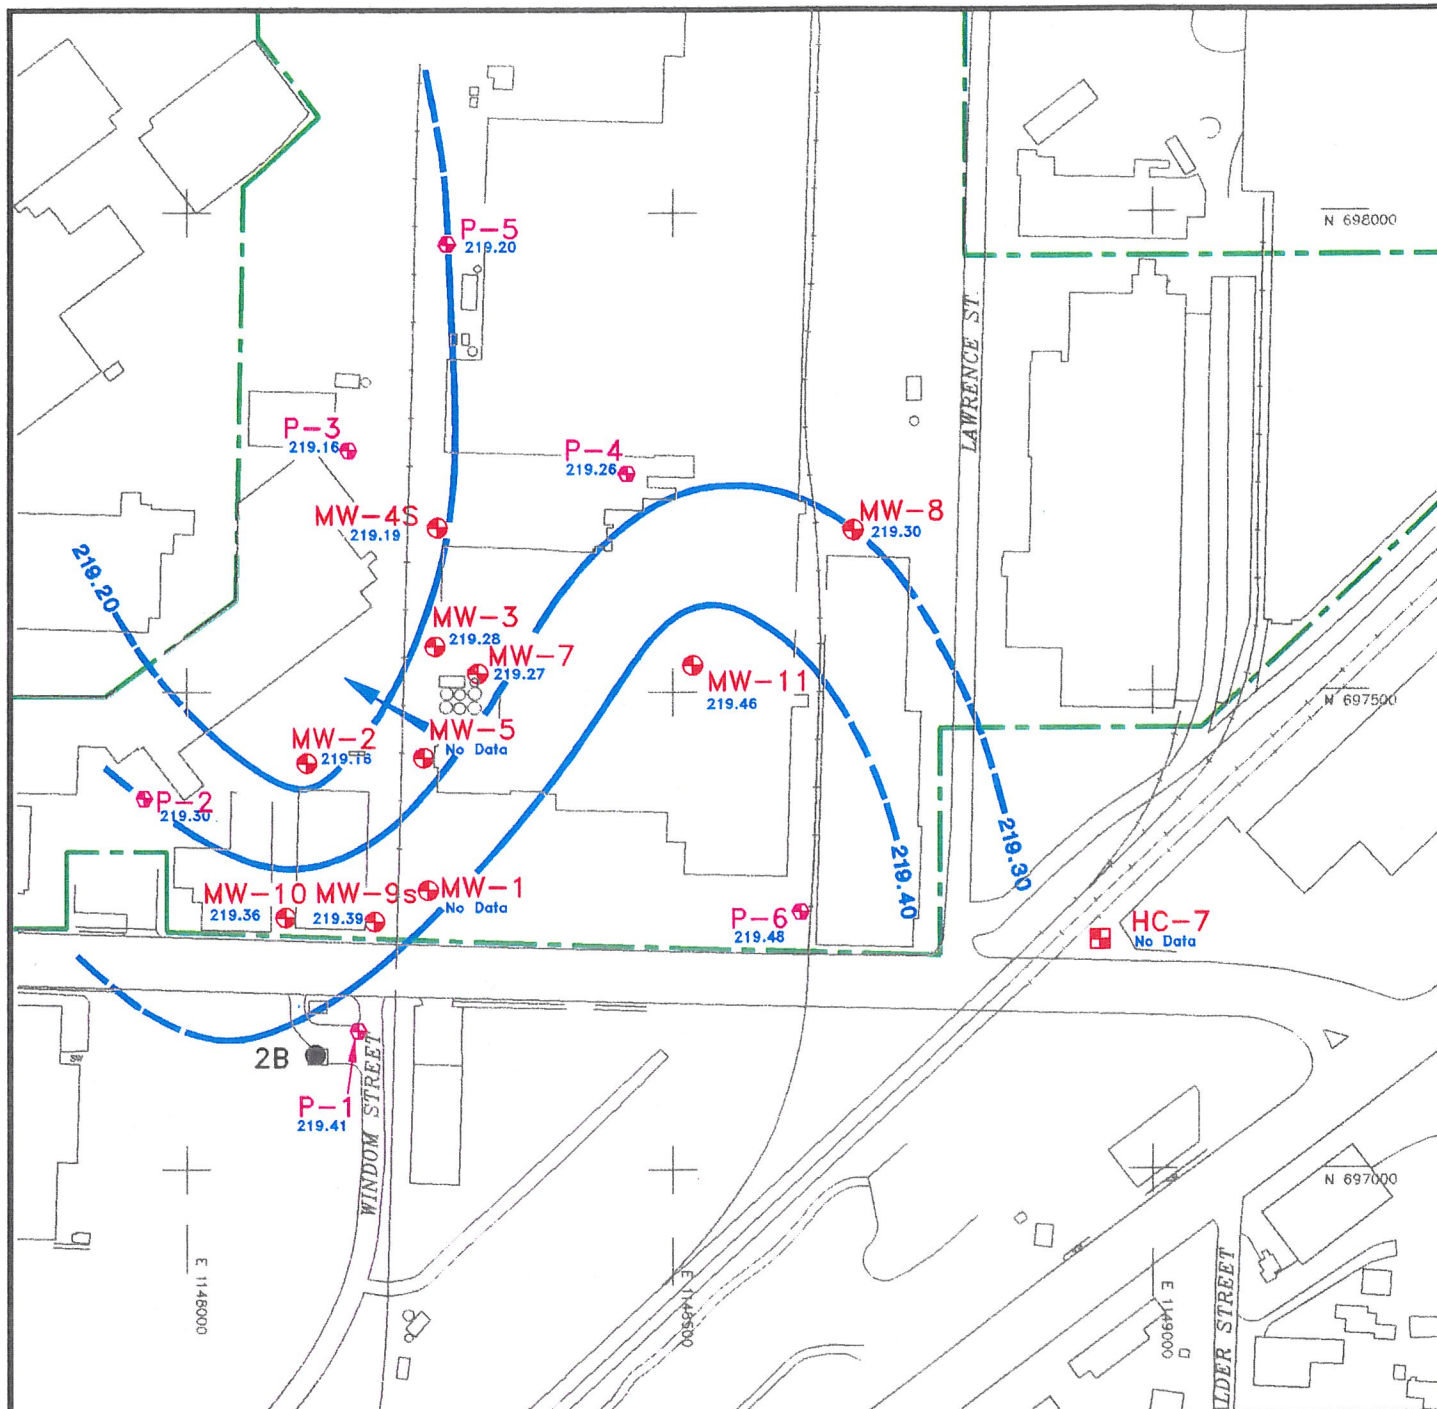 P-5
219.20
N 698000
LAWRENCE ST.
P-3
219.16
P-4
219.26
MW-4S
219.19
MW-8
219.30
219.20
MW-3
219.28
MW-7
219.27
MW-11
219.46
N 697500
MW-5
No Data
MW-2
P-2
219.30
219.30
219.40
MW-10
219.36
MW-9s
219.39
MW-1
No Data
P-6
219.48
HC-7
No Data
2B
SW
WINDOM STREET
P-1
219.41
N 697000
E 1148000
E 1148500
E 1149000
LDER STREET